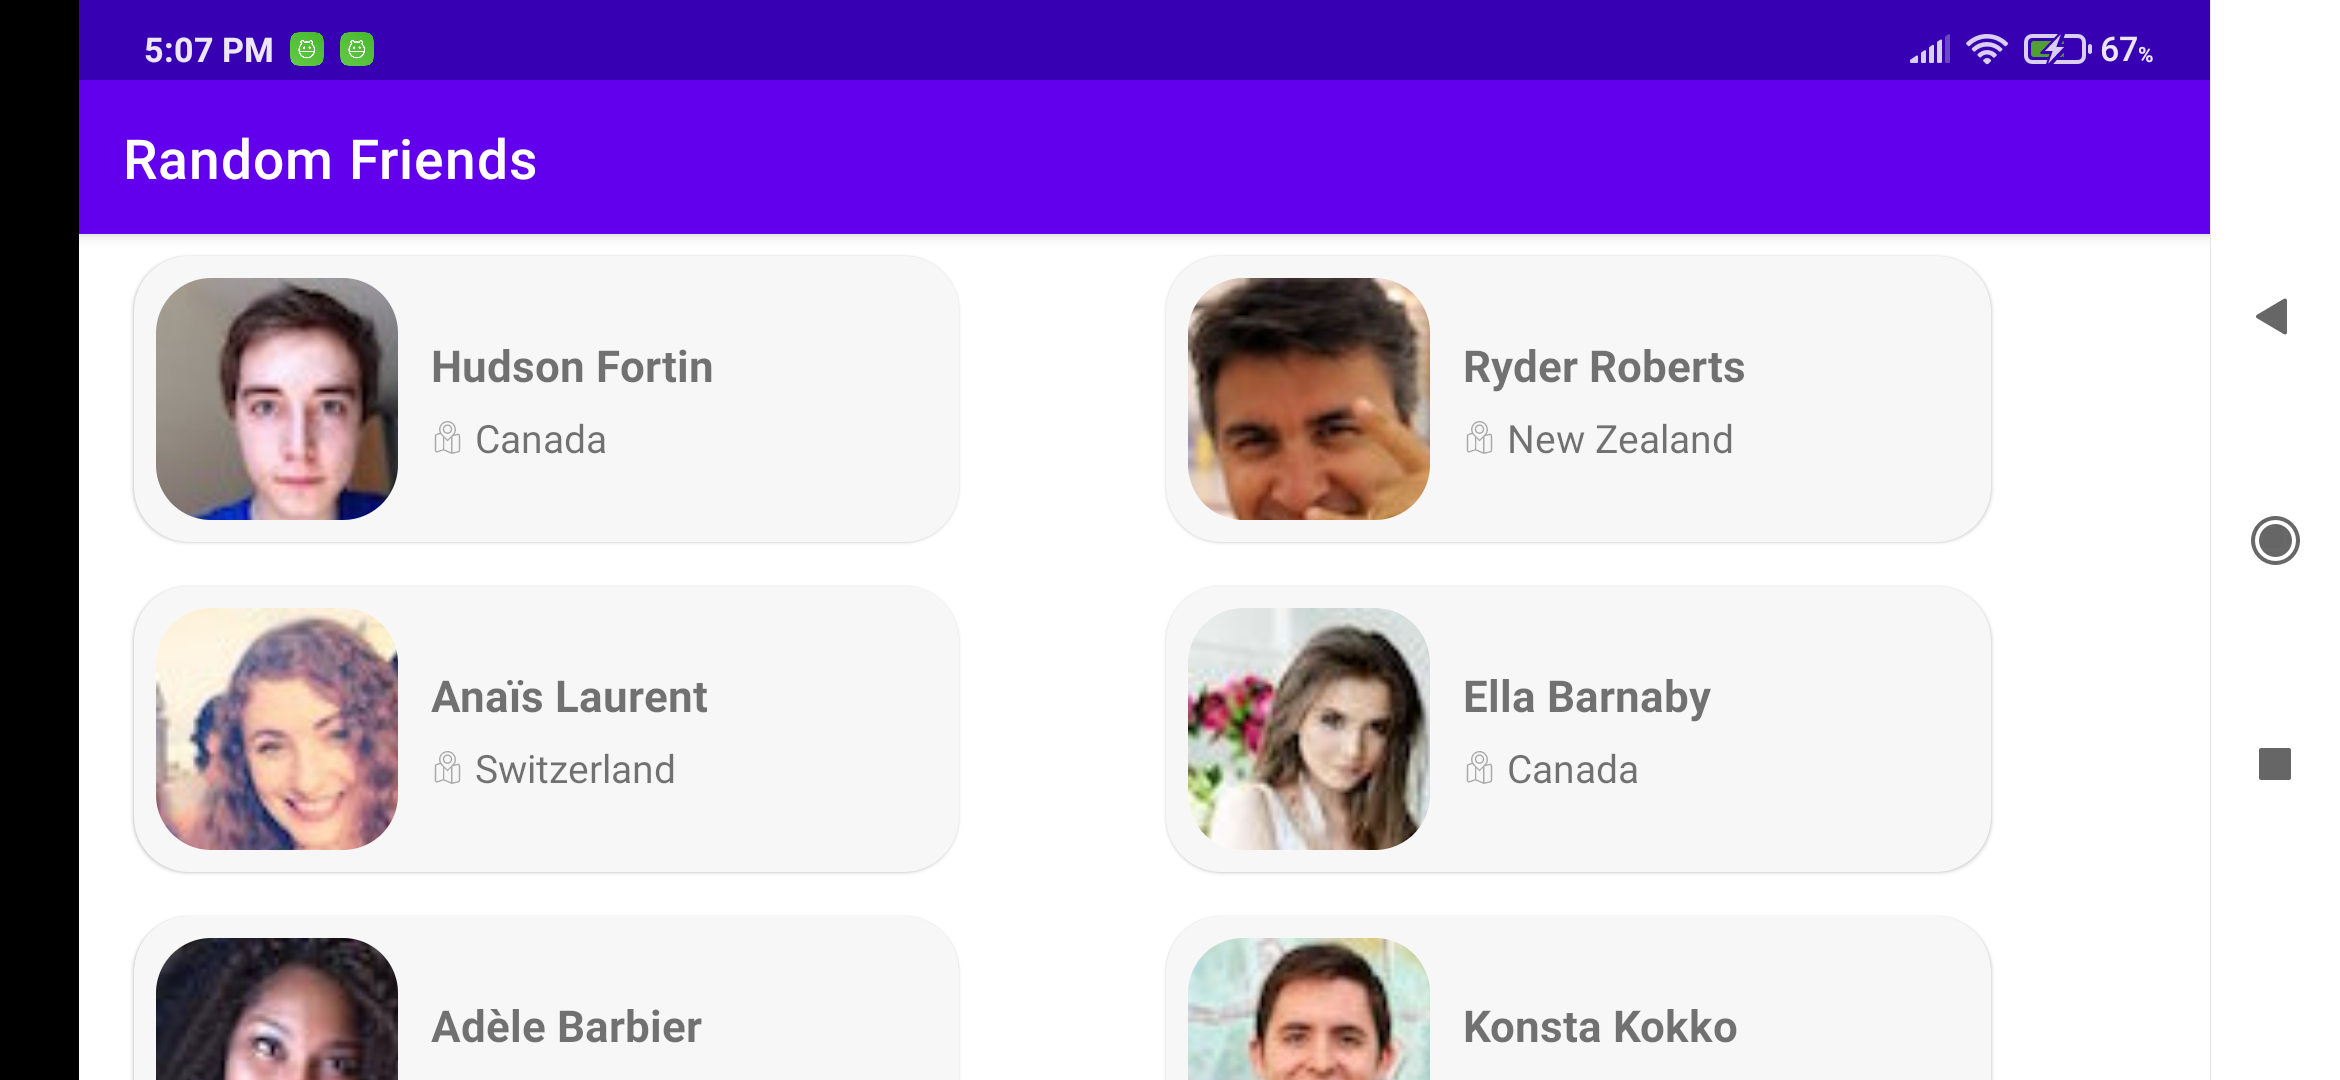 5:07 PM
67%
Random Friends
Hudson Fortin
Canada
Ryder Roberts
New Zealand
Anaïs Laurent
Switzerland
Ella Barnaby
Canada
Adèle Barbier
Konsta Kokko